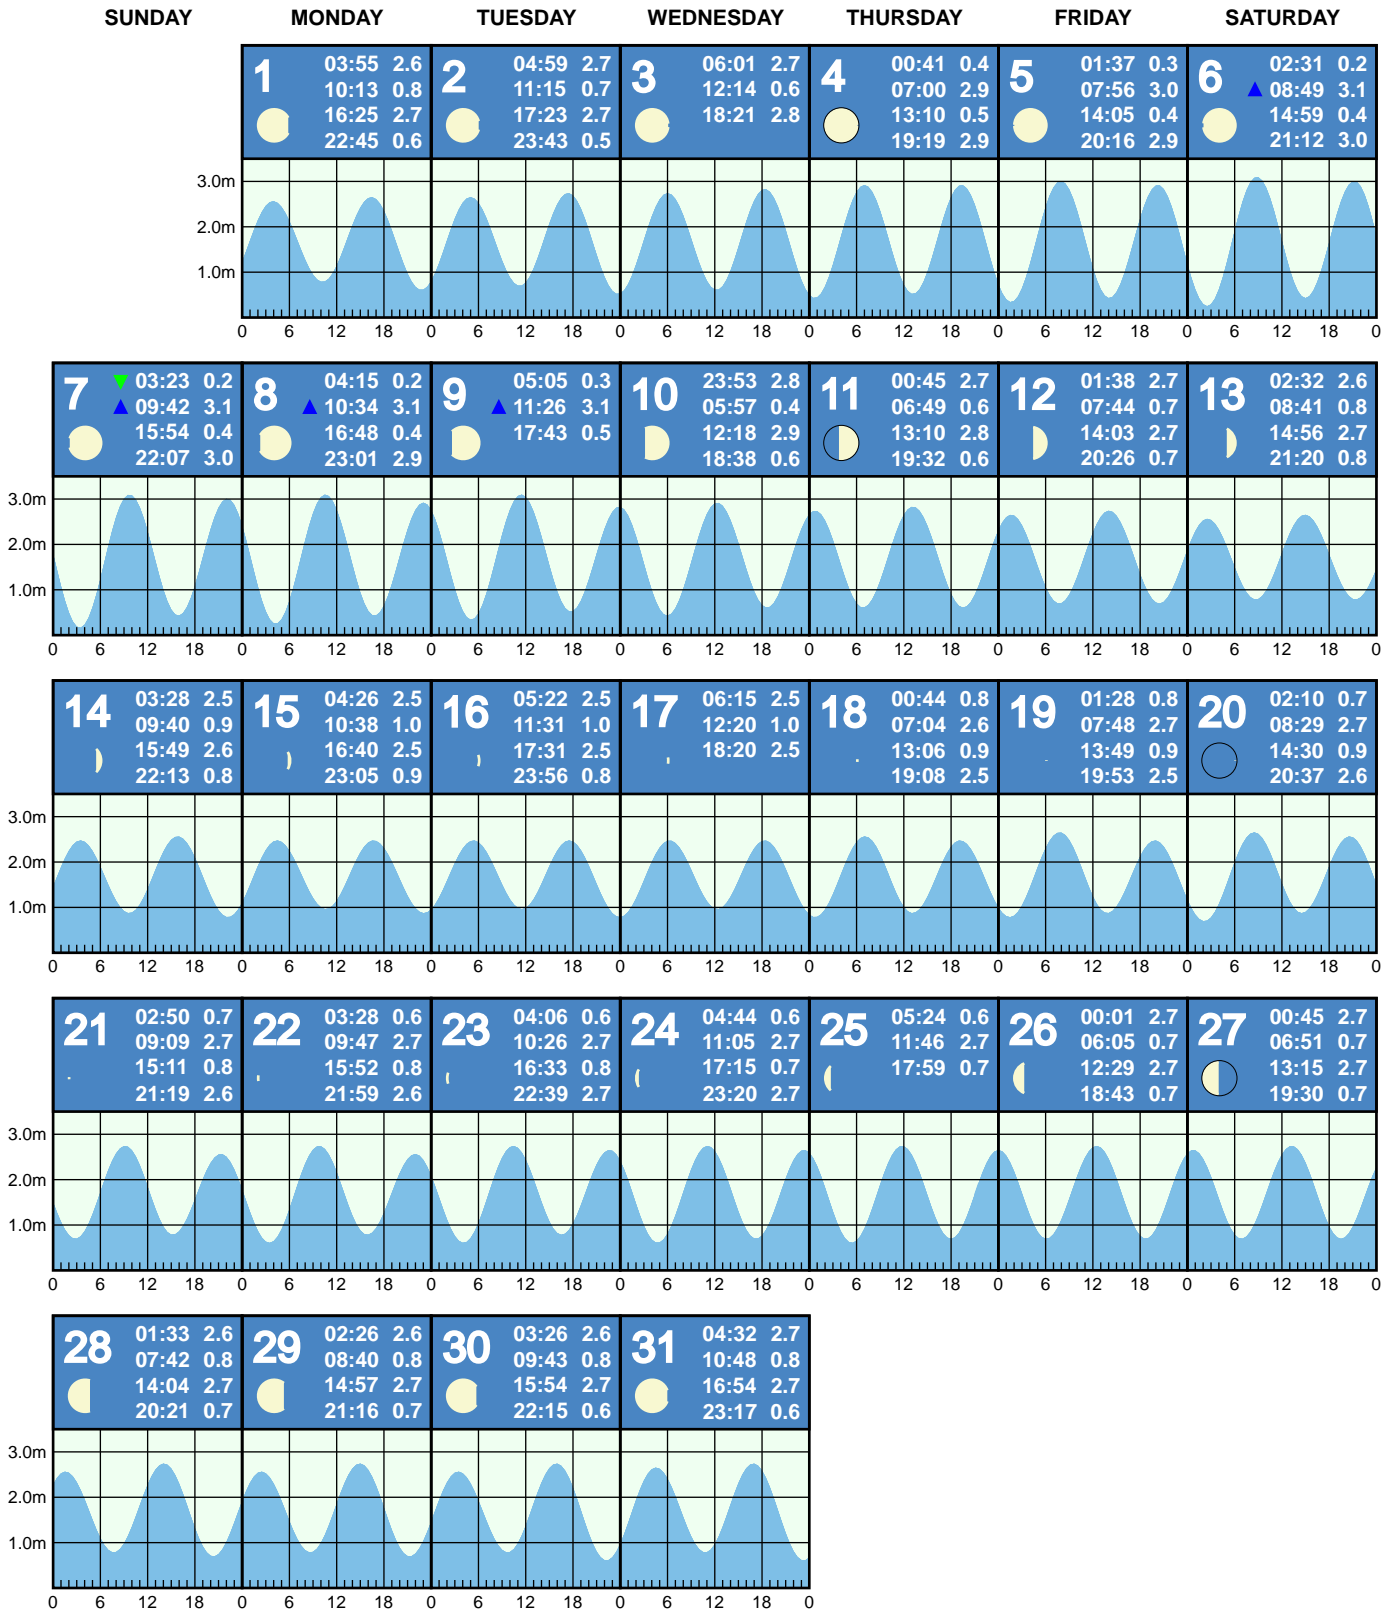 SUNDAY MONDAY TUESDAY WEDNESDAY THURSDAY FRIDAY SATURDAY
1 03:55 2.6
10:13 0.8
16:25 2.7
22:45 0.6
2 04:59 2.7
11:15 0.7
17:23 2.7
23:43 0.5
3 06:01 2.7
12:14 0.6
18:21 2.8
4 00:41 0.4
07:00 2.9
13:10 0.5
19:19 2.9
5 01:37 0.3
07:56 3.0
14:05 0.4
20:16 2.9
6 02:31 0.2
08:49 3.1
14:59 0.4
21:12 3.0
3.0m
2.0m
1.0m
0 6 12 18 0 6 12 18 0 6 12 18 0 6 12 18 0 6 12 18 0 6 12 18 0
7 03:23 0.2
09:42 3.1
15:54 0.4
22:07 3.0
8 04:15 0.2
10:34 3.1
16:48 0.4
23:01 2.9
9 05:05 0.3
11:26 3.1
17:43 0.5
10 23:53 2.8
05:57 0.4
12:18 2.9
18:38 0.6
11 00:45 2.7
06:49 0.6
13:10 2.8
19:32 0.6
12 01:38 2.7
07:44 0.7
14:03 2.7
20:26 0.7
13 02:32 2.6
08:41 0.8
14:56 2.7
21:20 0.8
3.0m
2.0m
1.0m
0 6 12 18 0 6 12 18 0 6 12 18 0 6 12 18 0 6 12 18 0 6 12 18 0 6 12 18 0
14 03:28 2.5
09:40 0.9
15:49 2.6
22:13 0.8
15 04:26 2.5
10:38 1.0
16:40 2.5
23:05 0.9
16 05:22 2.5
11:31 1.0
17:31 2.5
23:56 0.8
17 06:15 2.5
12:20 1.0
18:20 2.5
18 00:44 0.8
07:04 2.6
13:06 0.9
19:08 2.5
19 01:28 0.8
07:48 2.7
13:49 0.9
19:53 2.5
20 02:10 0.7
08:29 2.7
14:30 0.9
20:37 2.6
3.0m
2.0m
1.0m
0 6 12 18 0 6 12 18 0 6 12 18 0 6 12 18 0 6 12 18 0 6 12 18 0 6 12 18 0
21 02:50 0.7
09:09 2.7
15:11 0.8
21:19 2.6
22 03:28 0.6
09:47 2.7
15:52 0.8
21:59 2.6
23 04:06 0.6
10:26 2.7
16:33 0.8
22:39 2.7
24 04:44 0.6
11:05 2.7
17:15 0.7
23:20 2.7
25 05:24 0.6
11:46 2.7
17:59 0.7
26 00:01 2.7
06:05 0.7
12:29 2.7
18:43 0.7
27 00:45 2.7
06:51 0.7
13:15 2.7
19:30 0.7
3.0m
2.0m
1.0m
0 6 12 18 0 6 12 18 0 6 12 18 0 6 12 18 0 6 12 18 0 6 12 18 0 6 12 18 0
28 01:33 2.6
07:42 0.8
14:04 2.7
20:21 0.7
29 02:26 2.6
08:40 0.8
14:57 2.7
21:16 0.7
30 03:26 2.6
09:43 0.8
15:54 2.7
22:15 0.6
31 04:32 2.7
10:48 0.8
16:54 2.7
23:17 0.6
3.0m
2.0m
1.0m
0 6 12 18 0 6 12 18 0 6 12 18 0 6 12 18 0